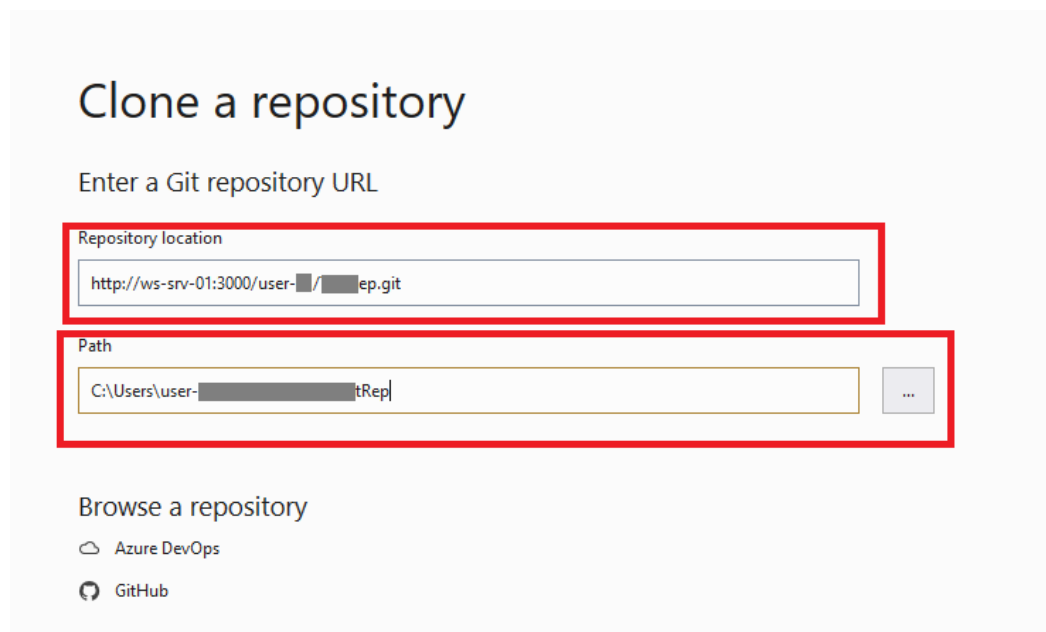 Clone a repository
Enter a Git repository URL
Repository location
http://ws-srv-01:3000/user-/ep.git
Path
C:\Users\user-tRep
...
Browse a repository
Azure DevOps
GitHub